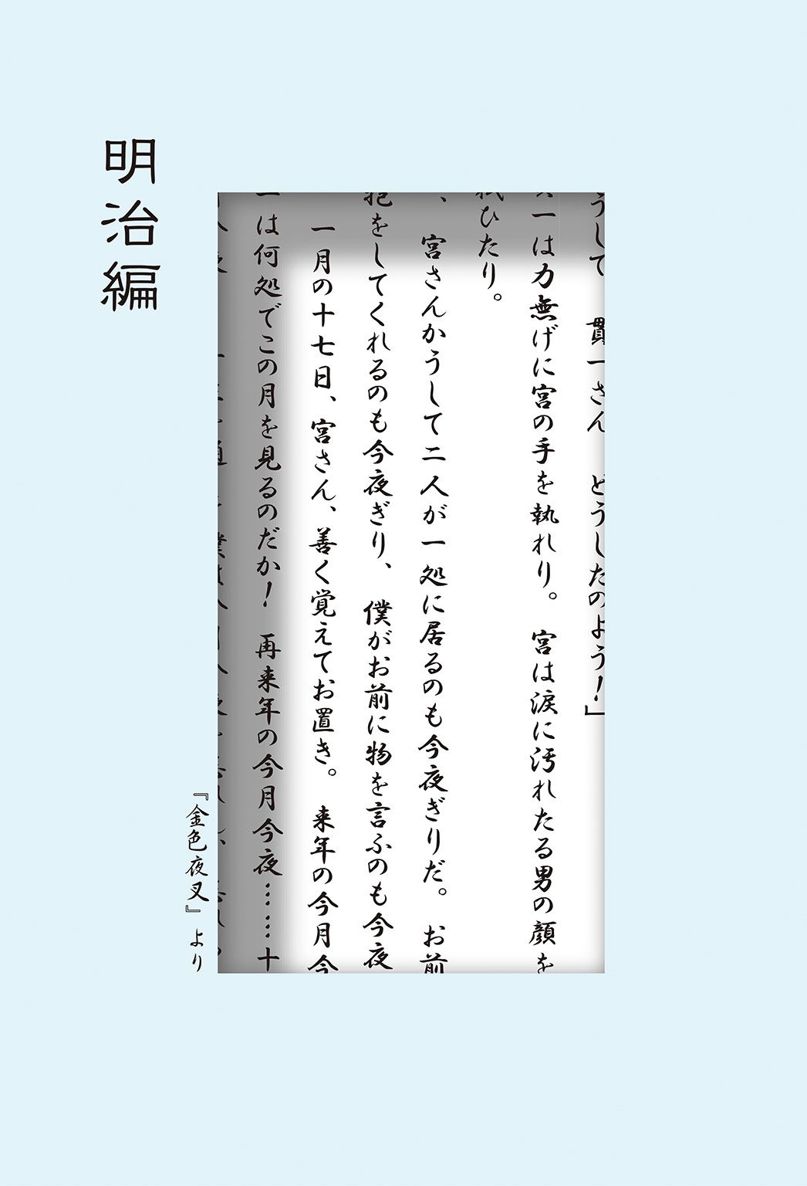 明治編
うして　貫一さん　どうしたのよう！」
一は力無げに宮の手を執れり。　宮は涙に汚れたる男の顔を
拭ひたり。
、宮さんかうして二人が一処に居るのも今夜ぎりだ。　お前
抱をしてくれるのも今夜ぎり、　僕がお前に物を言ふのも今夜
一月の十七日、宮さん、善く覚えてお置き。　来年の今月今
は何処でこの月を見るのだか！　再来年の今月今夜……十
『金色夜叉』より